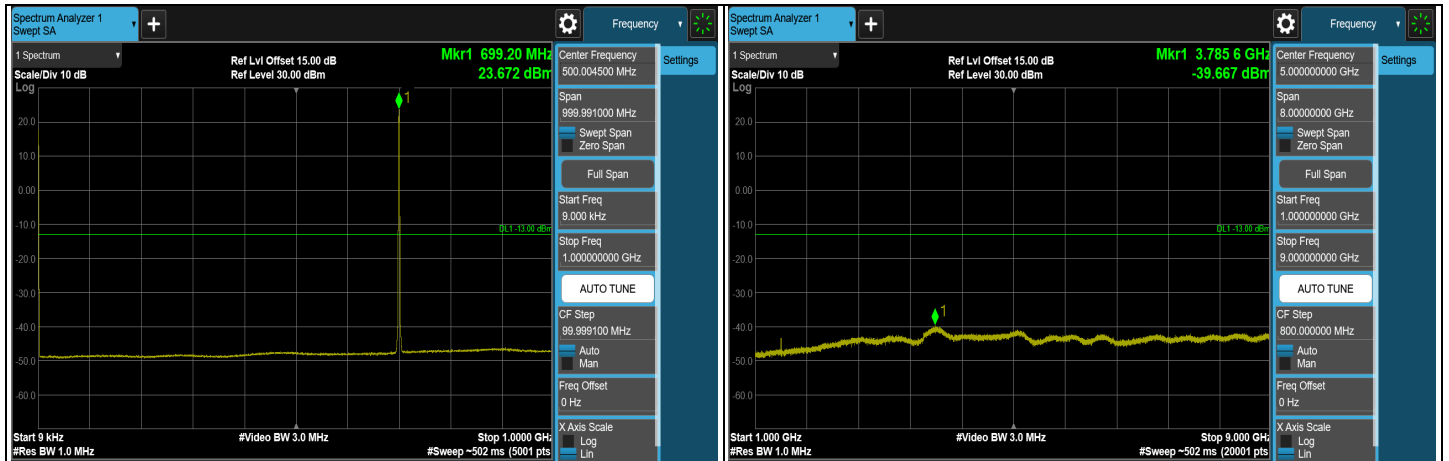 Spectrum Analyzer 1
Swept SA
+
Frequency
1 Spectrum
Scale/Div 10 dB
Log
Ref Lvl Offset 15.00 dB
Ref Level 30.00 dBm
Mkr1 699.20 MHz
23.672 dBm
1
20.0
10.0
0.00
-10.0
-20.0
-30.0
-40.0
-50.0
-60.0
DL1 -13.00 dBm
Start 9 kHz
#Res BW 1.0 MHz
#Video BW 3.0 MHz
Stop 1.0000 GHz
#Sweep ~502 ms (5001 pts)
Center Frequency
500.004500 MHz
Span
999.991000 MHz
Swept Span
Zero Span
Full Span
Start Freq
9.000 kHz
Stop Freq
1.000000000 GHz
AUTO TUNE
CF Step
99.999100 MHz
Auto
Man
Freq Offset
0 Hz
X Axis Scale
Log
Lin
Settings
Spectrum Analyzer 1
Swept SA
+
Frequency
1 Spectrum
Scale/Div 10 dB
Log
Ref Lvl Offset 15.00 dB
Ref Level 30.00 dBm
Mkr1 3.785 6 GHz
-39.667 dBm
1
20.0
10.0
0.00
-10.0
-20.0
-30.0
-40.0
-50.0
-60.0
DL1 -13.00 dBm
Start 1.000 GHz
#Res BW 1.0 MHz
#Video BW 3.0 MHz
Stop 9.000 GHz
#Sweep ~502 ms (20001 pts)
Center Frequency
5.000000000 GHz
Span
8.00000000 GHz
Swept Span
Zero Span
Full Span
Start Freq
1.000000000 GHz
Stop Freq
9.000000000 GHz
AUTO TUNE
CF Step
800.000000 MHz
Auto
Man
Freq Offset
0 Hz
X Axis Scale
Log
Lin
Settings